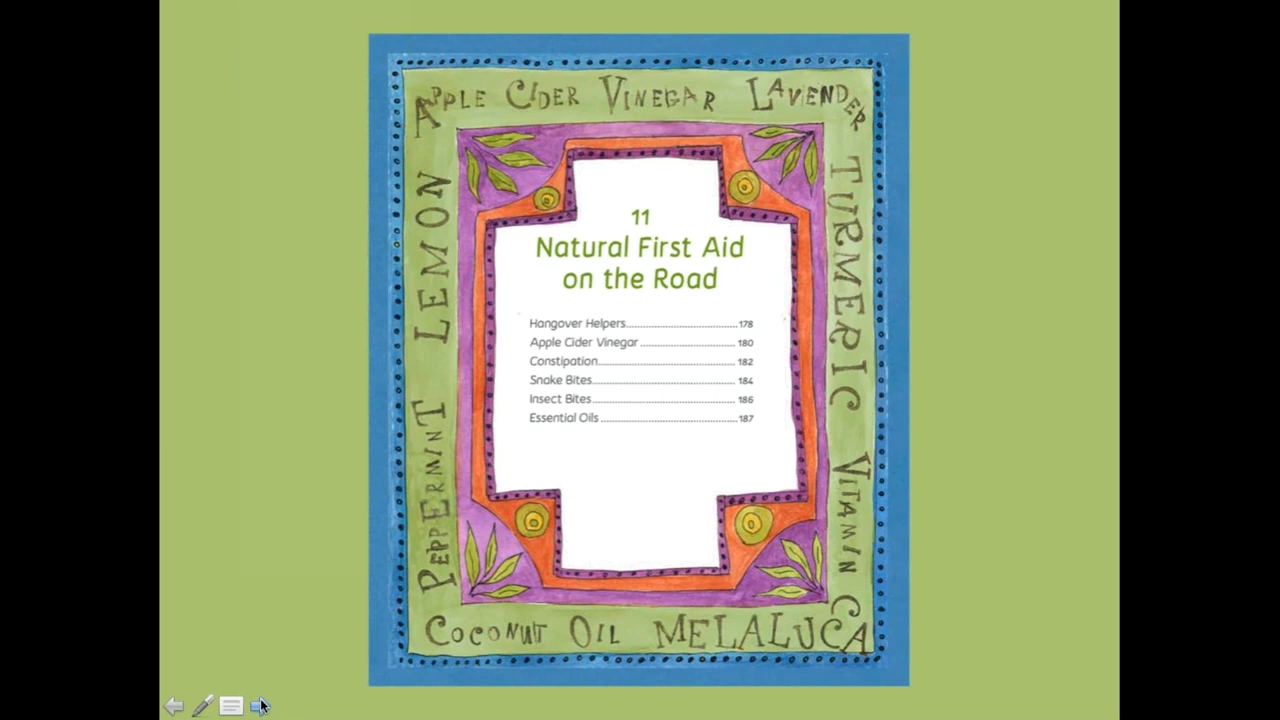 APPLE CIDER VINEGAR LAVENDER
TURMERIC VITAMIN C
PEPPERMINT LEMON
11
Natural First Aid
on the Road
Hangover Helpers 178
Apple Cider Vinegar 180
Constipation 182
Snake Bites 184
Insect Bites 186
Essential Oils 187
COCONUT OIL MELALUCA